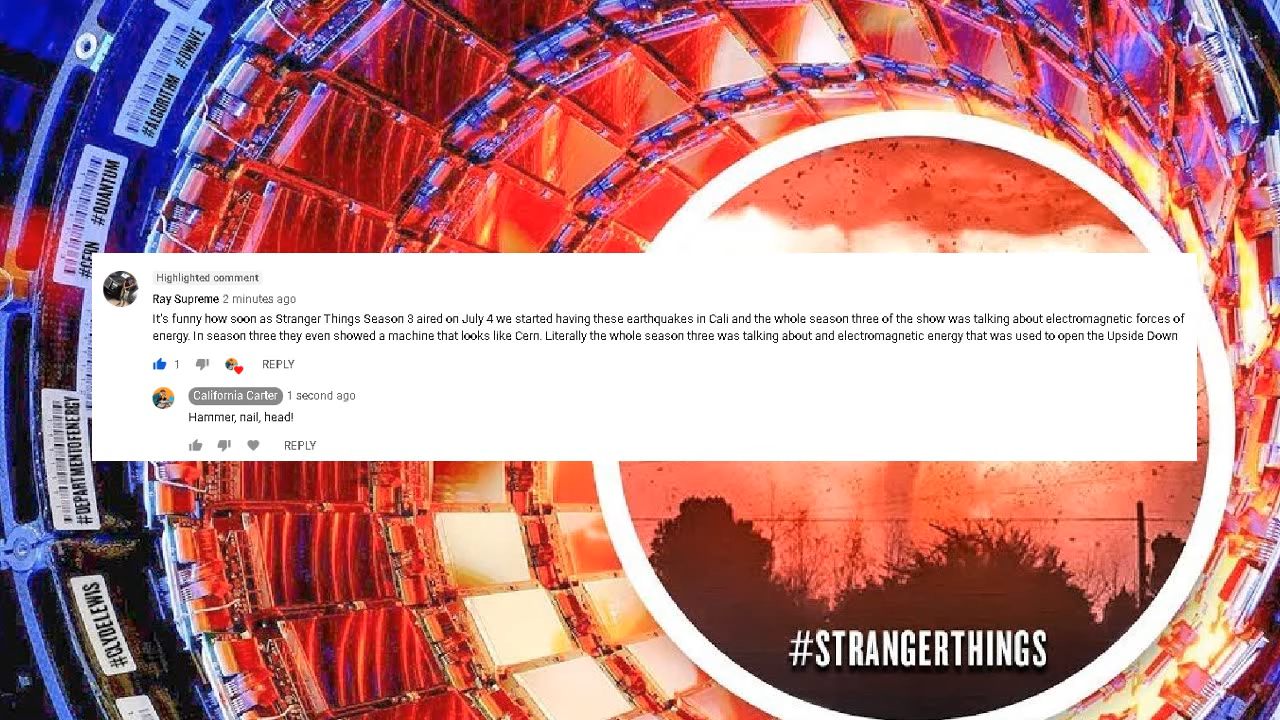 #ALGORITHM #DWAVE
#CERN #QUANTUM
Highlighted comment
Ray Supreme 2 minutes ago
It's funny how soon as Stranger Things Season 3 aired on July 4 we started having these earthquakes in Cali and the whole season three of the show was talking about electromagnetic forces of
energy. In season three they even showed a machine that looks like Cern. Literally the whole season three was talking about and electromagnetic energy that was used to open the Upside Down
1 REPLY
California Carter 1 second ago
Hammer, nail, head!
REPLY
#DEPARTMENTOFENERGY
#CLYDELEWIS
#STRANGERTHINGS